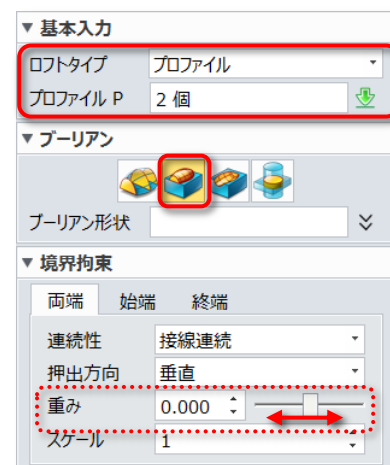 ▼ 基本入力
ロフトタイプ プロファイル
プロファイル P 2 個
▼ ブーリアン
ブーリアン形状
▼ 境界拘束
両端 始端 終端
連続性 接線連続
押出方向 垂直
重み 0.000
スケール 1